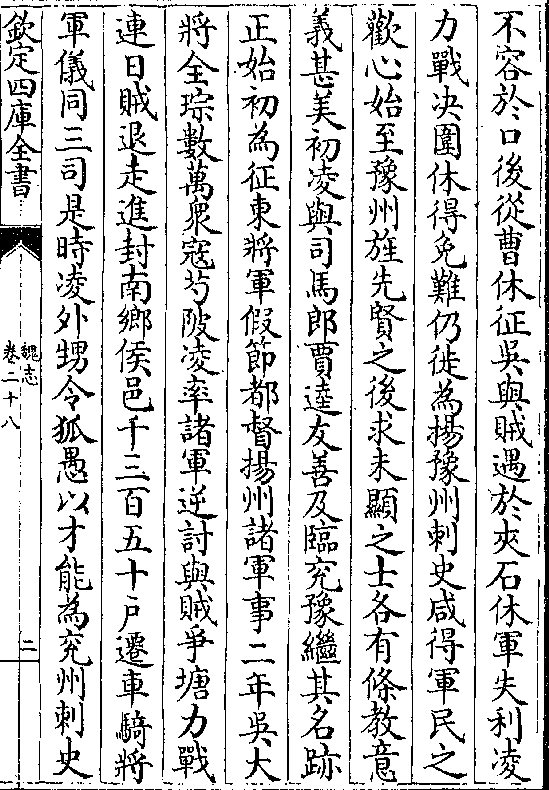 不容於口後從曹休征吳與賊遇於夾石休軍失利凌
力戰决圍休得免難仍徙為揚豫州刺史咸得軍民之
歡心始至豫州旌先賢之後求未顯之士各有條教意
義甚美初凌與司馬郎賈逵友善及臨兖豫繼其名跡
正始初為征東將軍假節都督揚州諸軍事二年吳大
將全琮數萬衆寇芍陂凌率諸軍逆討與賊爭塘力戰
連日賊退走進封南鄉侯邑千三百五十戶遷車騎將
軍儀同三司是時凌外甥令狐愚以才能為兖州刺史
欽定四庫全書
魏志
卷二十八
二